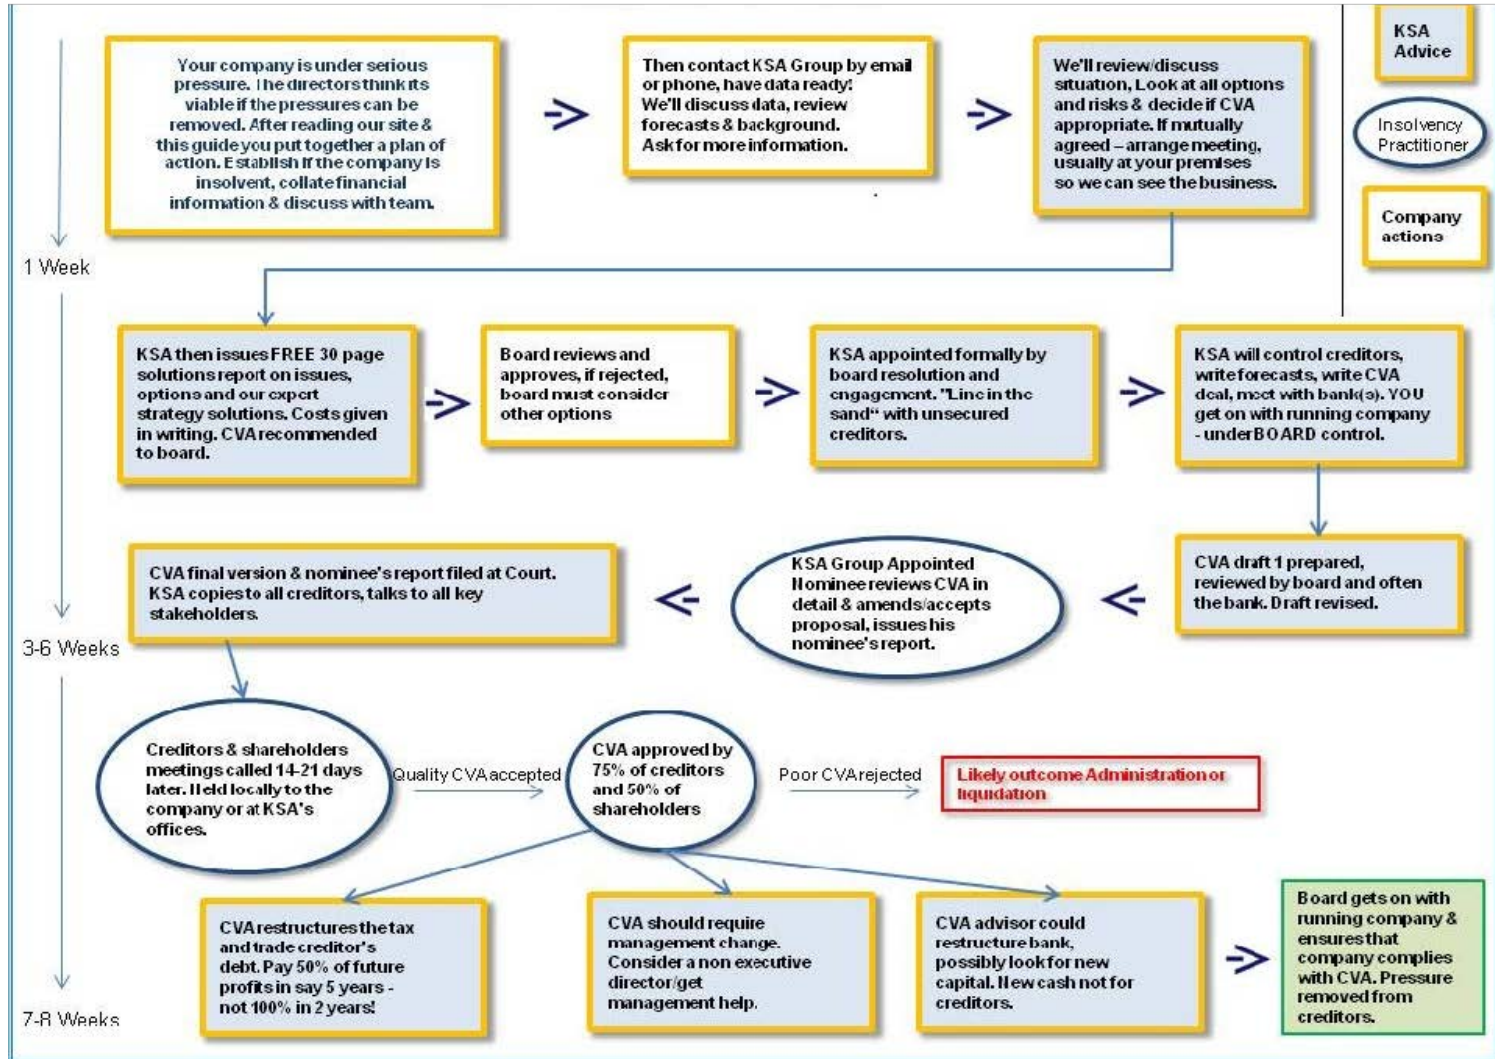 Your company is under serious
pressure. The directors think its
viable if the pressures can be
removed. After reading our site &
this guide you put together a plan of
action. Establish if the company is
insolvent, collate financial
information & discuss with team.
Then contact KSA Group by email
or phone, have data ready!
We'll discuss data, review
forecasts & background.
Ask for more information.
We'll review/discuss
situation, Look at all options
and risks & decide if CVA
appropriate. If mutually
agreed – arrange meeting,
usually at your premises
so we can see the business.
KSA
Advice
Insolvency
Practitioner
Company
actions
1 Week
KSA then issues FREE 30 page
solutions report on issues,
options and our expert
strategy solutions. Costs given
in writing. CVA recommended
to board.
Board reviews and
approves, if rejected,
board must consider
other options
KSA appointed formally by
board resolution and
engagement. "Line in the
sand" with unsecured
creditors.
KSA will control creditors,
write forecasts, write CVA
deal, meet with bank(s). YOU
get on with running company
- under BOARD control.
CVA final version & nominee's report filed at Court.
KSA copies to all creditors, talks to all key
stakeholders.
KSA Group Appointed
Nominee reviews CVA in
detail & amends/accepts
proposal, issues his
nominee's report.
CVA draft 1 prepared,
reviewed by board and often
the bank. Draft revised.
3-6 Weeks
Creditors & shareholders
meetings called 14-21 days
later. Held locally to the
company or at KSA's
offices.
Quality CVA accepted
CVA approved by
75% of creditors
and 50% of
shareholders
Poor CVA rejected
Likely outcome Administration or
liquidation
CVA restructures the tax
and trade creditor's
debt. Pay 50% of future
profits in say 5 years -
not 100% in 2 years!
CVA should require
management change.
Consider a non executive
director/get
management help.
CVA advisor could
restructure bank,
possibly look for new
capital. New cash not for
creditors.
Board gets on with
running company &
ensures that
company complies
with CVA. Pressure
removed from
creditors.
7-8 Weeks